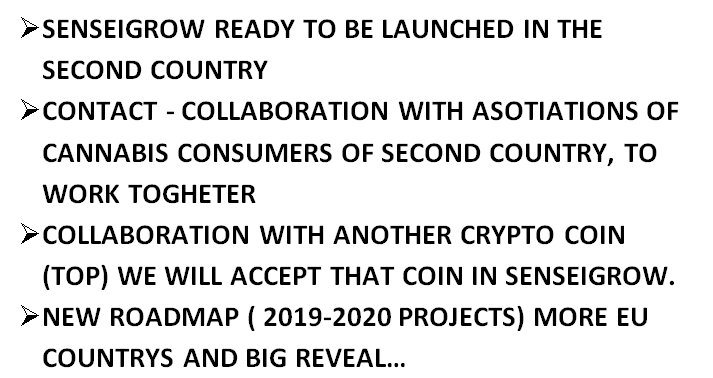 SENSEIGROW READY TO BE LAUNCHED IN THE
SECOND COUNTRY
CONTACT - COLLABORATION WITH ASOTIATIONS OF
CANNABIS CONSUMERS OF SECOND COUNTRY, TO
WORK TOGHETER
COLLABORATION WITH ANOTHER CRYPTO COIN
(TOP) WE WILL ACCEPT THAT COIN IN SENSEIGROW.
NEW ROADMAP ( 2019-2020 PROJECTS) MORE EU
COUNTRYS AND BIG REVEAL...